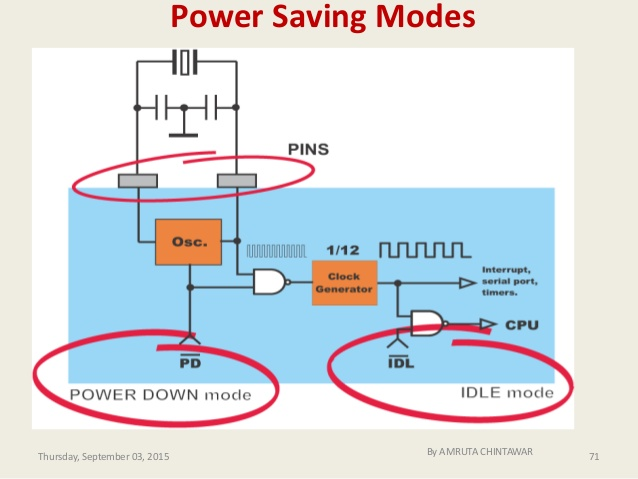 Power Saving Modes
PINS
Osc.
1/12
Clock
Generator
Interrupt,
serial port,
timers.
CPU
PD
IDL
POWER DOWN mode
IDLE mode
Thursday, September 03, 2015
By AMRUTA CHINTAWAR
71